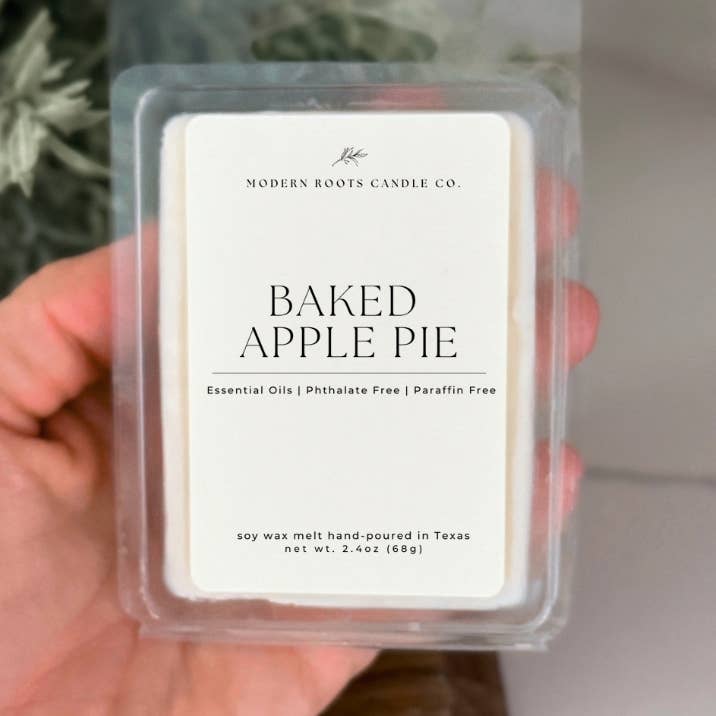 MODERN ROOTS CANDLE CO.
BAKED
APPLE PIE
Essential Oils | Phthalate Free | Paraffin Free
soy wax melt hand-poured in Texas
net wt. 2.4oz (68g)